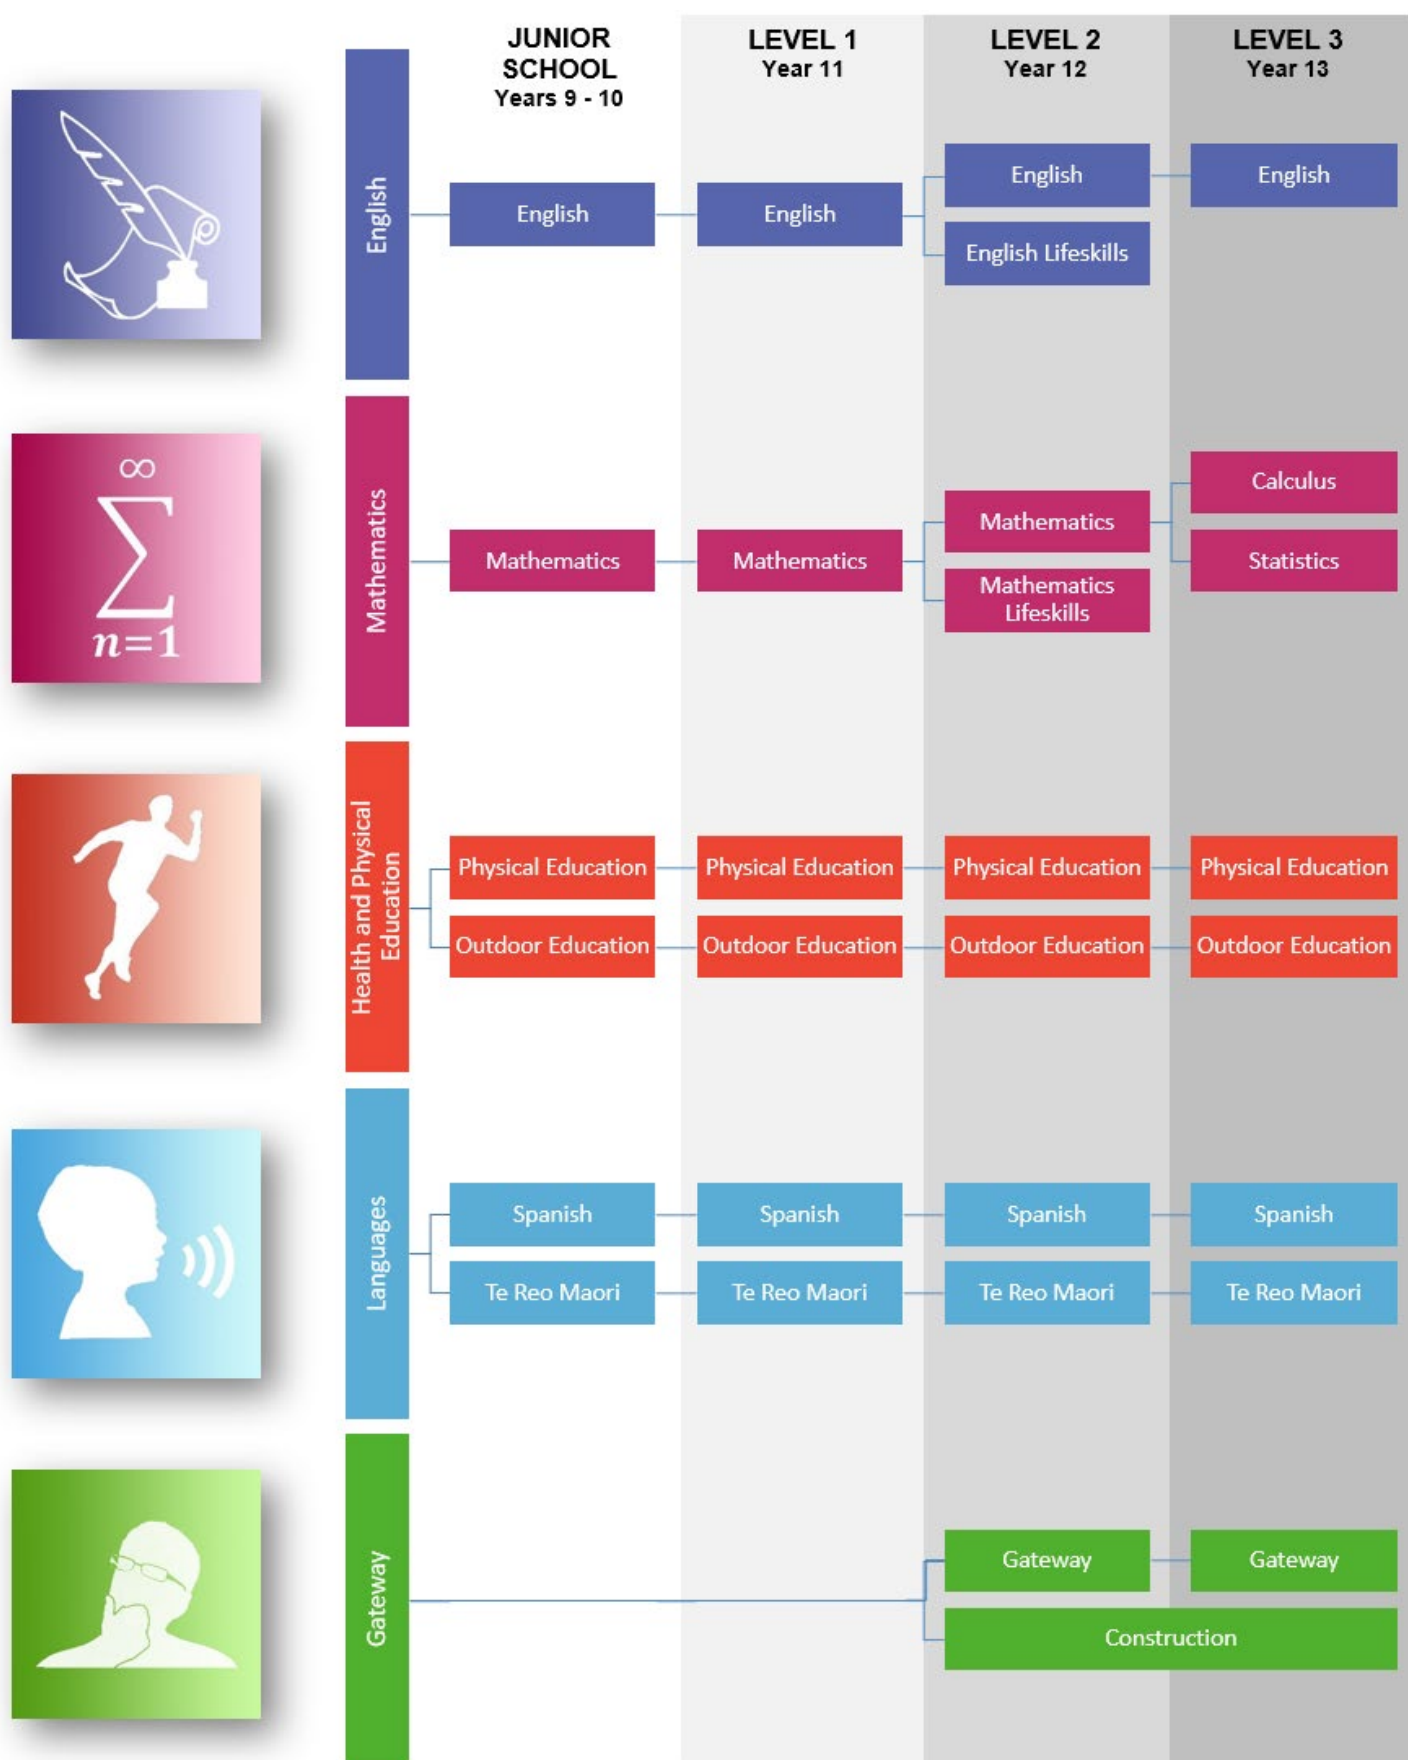 JUNIOR
SCHOOL
Years 9 - 10
LEVEL 1
Year 11
LEVEL 2
Year 12
LEVEL 3
Year 13
English
English
English
English
English
English Lifeskills
∞
∑
n=1
Mathematics
Mathematics
Mathematics
Mathematics
Mathematics
Lifeskills
Calculus
Statistics
Health and Physical
Education
Physical Education
Physical Education
Physical Education
Physical Education
Outdoor Education
Outdoor Education
Outdoor Education
Outdoor Education
Languages
Spanish
Spanish
Spanish
Spanish
Te Reo Maori
Te Reo Maori
Te Reo Maori
Te Reo Maori
Gateway
Gateway
Gateway
Construction